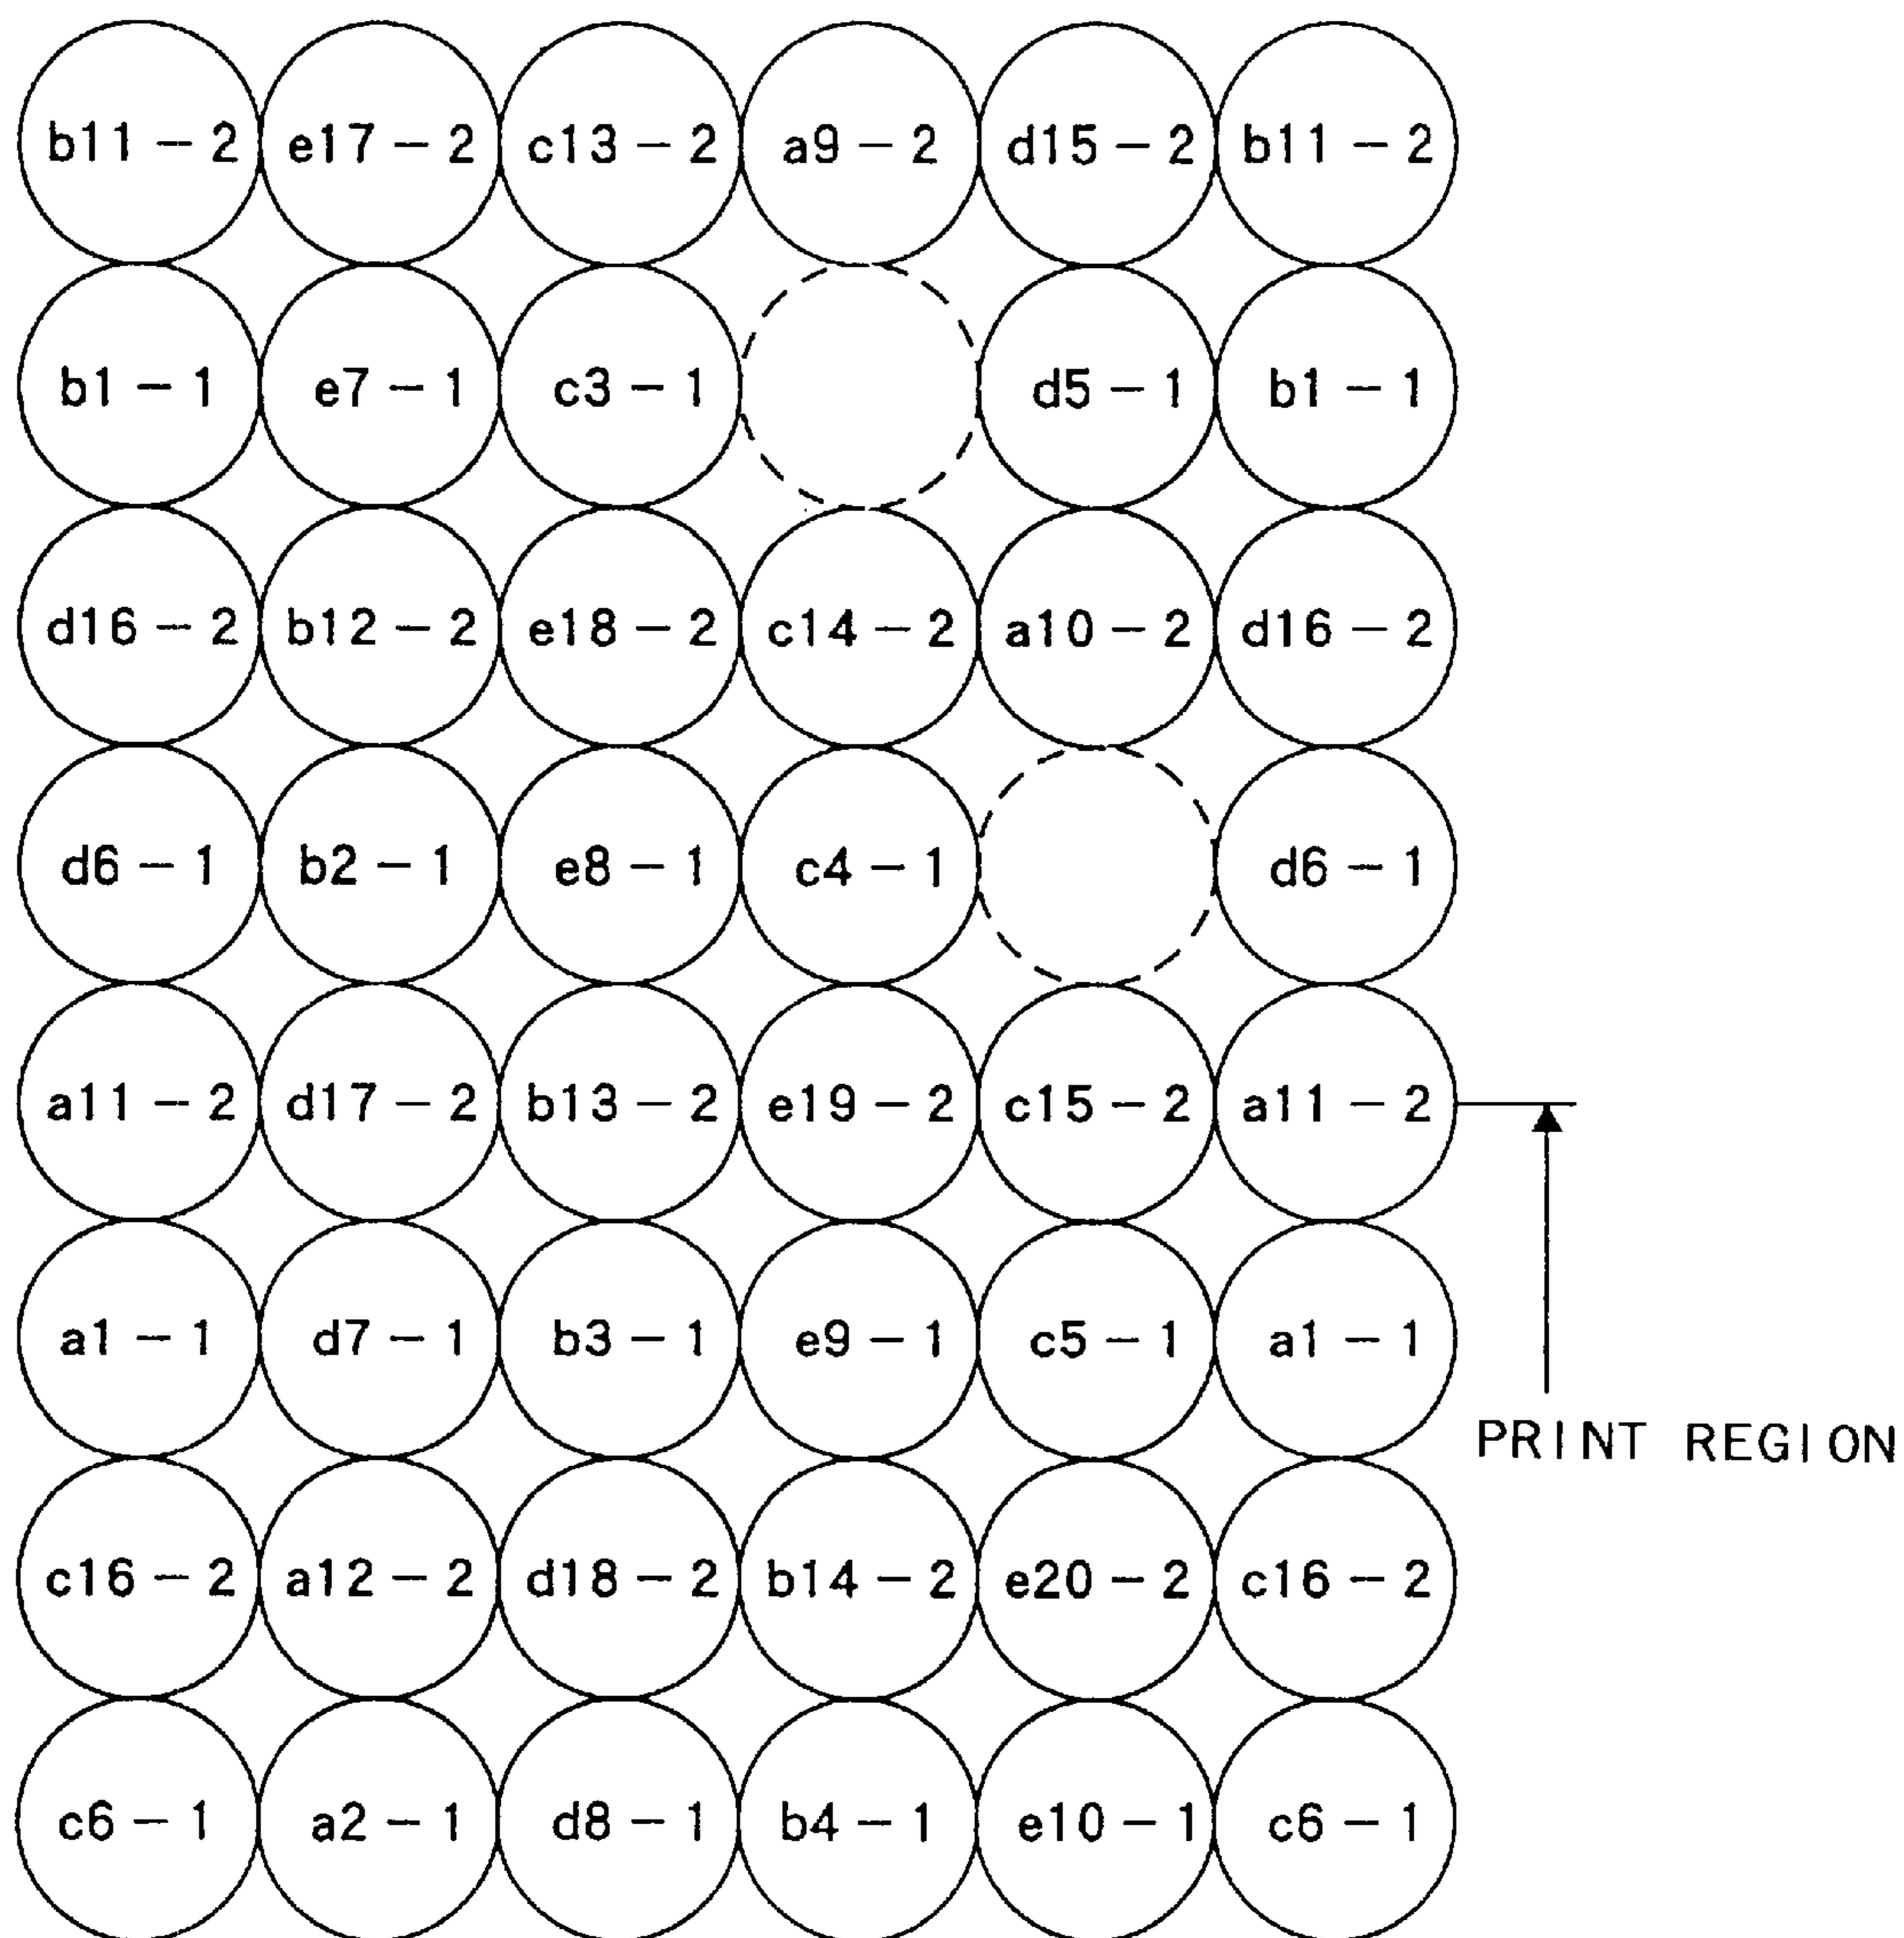 b11 − 2 e17 − 2 c13 − 2 a9 − 2 d15 − 2 b11 − 2
b1 − 1 e7 − 1 c3 − 1 d5 − 1 b1 − 1
d16 − 2 b12 − 2 e18 − 2 c14 − 2 a10 − 2 d16 − 2
d6 − 1 b2 − 1 e8 − 1 c4 − 1 d6 − 1
a11 − 2 d17 − 2 b13 − 2 e19 − 2 c15 − 2 a11 − 2
a1 − 1 d7 − 1 b3 − 1 e9 − 1 c5 − 1 a1 − 1
PRINT REGION
c16 − 2 a12 − 2 d18 − 2 b14 − 2 e20 − 2 c16 − 2
c6 − 1 a2 − 1 d8 − 1 b4 − 1 e10 − 1 c6 − 1